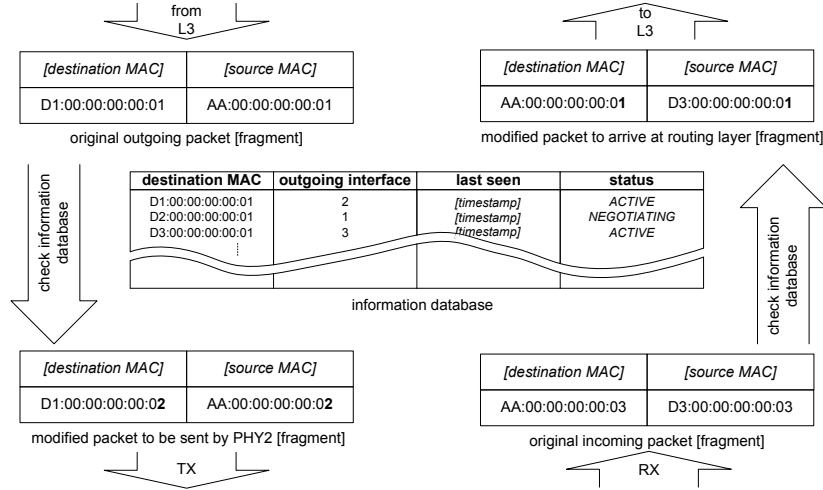 from
L3
to
L3
[destination MAC] [source MAC]
D1:00:00:00:00:01 AA:00:00:00:00:01
original outgoing packet [fragment]
[destination MAC] [source MAC]
AA:00:00:00:00:01 D3:00:00:00:00:01
modified packet to arrive at routing layer [fragment]
check information
database
destination MAC outgoing interface last seen status
D1:00:00:00:00:01 2 [timestamp] ACTIVE
D2:00:00:00:00:01 1 [timestamp] NEGOTIATING
D3:00:00:00:00:01 3 [timestamp] ACTIVE
information database
check information
database
[destination MAC] [source MAC]
D1:00:00:00:00:02 AA:00:00:00:00:02
modified packet to be sent by PHY2 [fragment]
TX
[destination MAC] [source MAC]
AA:00:00:00:00:03 D3:00:00:00:00:03
original incoming packet [fragment]
RX